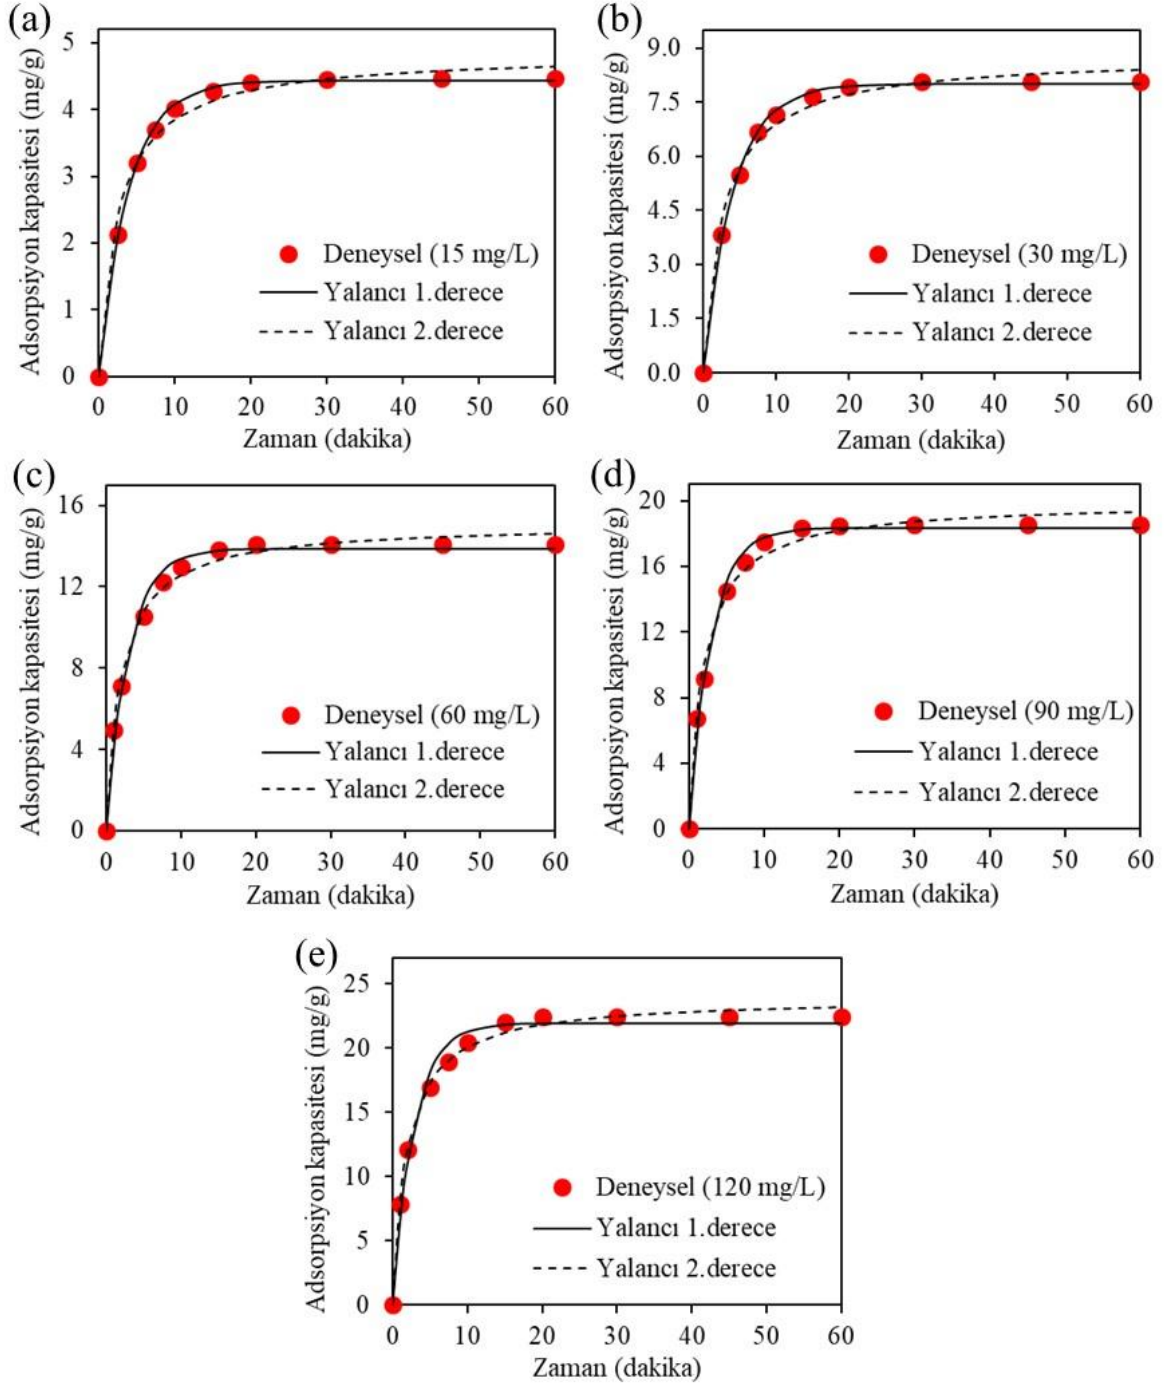 (a)
Adsorpsiyon kapasitesi (mg/g)
5
4
3
2
1
0
Deneysel (15 mg/L)
Yalancı 1.derece
Yalancı 2.derece
0 10 20 30 40 50 60
Zaman (dakika)
(b)
Adsorpsiyon kapasitesi (mg/g)
9.0
7.5
6.0
4.5
3.0
1.5
0.0
Deneysel (30 mg/L)
Yalancı 1.derece
Yalancı 2.derece
0 10 20 30 40 50 60
Zaman (dakika)
(c)
Adsorpsiyon kapasitesi (mg/g)
16
12
8
4
0
Deneysel (60 mg/L)
Yalancı 1.derece
Yalancı 2.derece
0 10 20 30 40 50 60
Zaman (dakika)
(d)
Adsorpsiyon kapasitesi (mg/g)
20
16
12
8
4
0
Deneysel (90 mg/L)
Yalancı 1.derece
Yalancı 2.derece
0 10 20 30 40 50 60
Zaman (dakika)
(e)
Adsorpsiyon kapasitesi (mg/g)
25
20
15
10
5
0
Deneysel (120 mg/L)
Yalancı 1.derece
Yalancı 2.derece
0 10 20 30 40 50 60
Zaman (dakika)